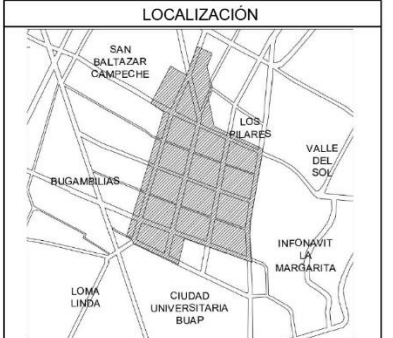 LOCALIZACIÓN
SAN
BALTAZAR
CAMPECHE
LOS
PILARES
VALLE
DEL
SOL
BUGAMBILIAS
INFONAVIT
LA
MARGARITA
LOMA
LINDA
CIUDAD
UNIVERSITARIA
BUAP